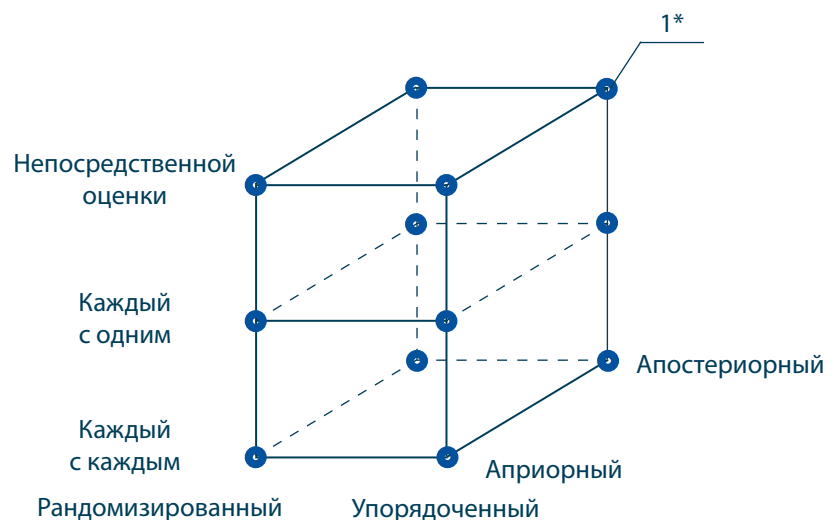 1*
Непосредственной
оценки
Каждый
с одним
Апостериорный
Каждый
с каждым
Априорный
Рандомизированный
Упорядоченный